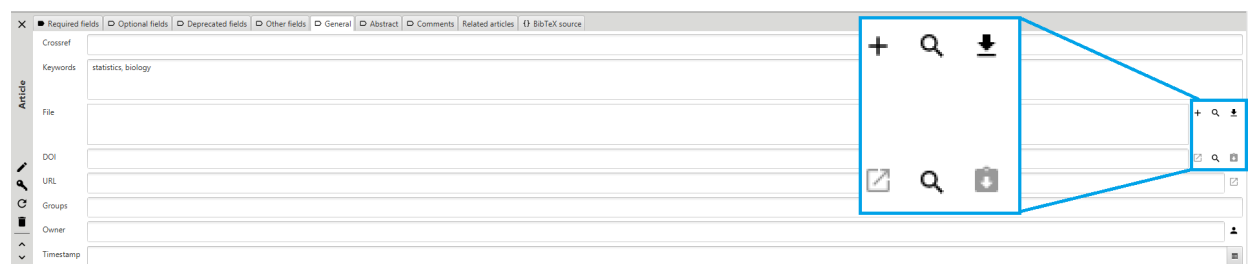 Required fields Optional fields Deprecated fields Other fields General Abstract Comments Related articles {} BibTeX source
Article
Crossref
Keywords statistics, biology
File
DOI
URL
Groups
Owner
Timestamp